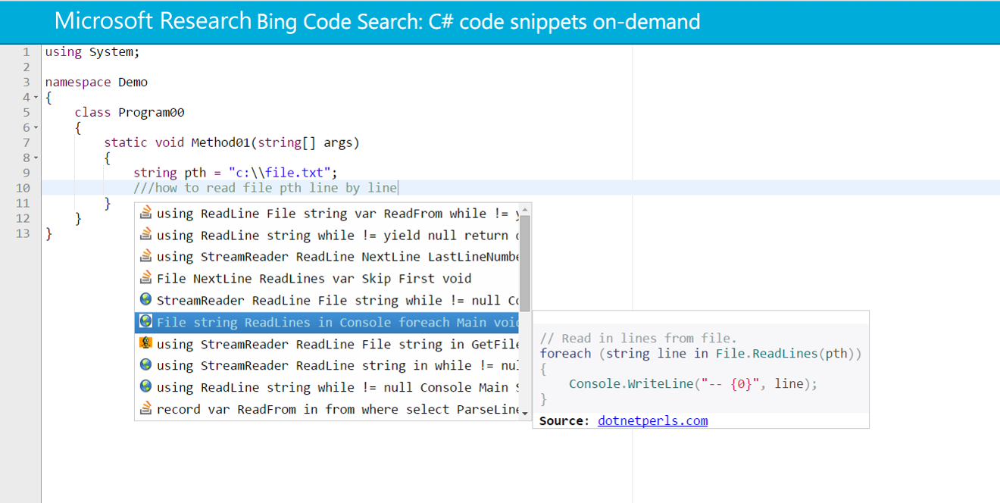 Microsoft Research Bing Code Search: C# code snippets on-demand
1 using System;
2
3 namespace Demo
4 {
5 class Program00
6 {
7 static void Method01(string[] args)
8 {
9 string pth = "c:\\file.txt";
10 ///how to read file pth line by line
11 }
12 }
13 }
using ReadLine File string var ReadFrom while !=
using ReadLine string while != yield null return
using StreamReader ReadLine NextLine
File NextLine ReadLines var Skip First void
StreamReader ReadLine File string while != null
File string ReadLines in Console foreach Main
using StreamReader ReadLine File string in
using StreamReader ReadLine string in while !=
using ReadLine string while != null Console Main
record var ReadFrom in from where select
// Read in lines from file.
foreach (string line in File.ReadLines(pth))
{
Console.WriteLine("-- {0}", line);
}
Source: dotnetperls.com